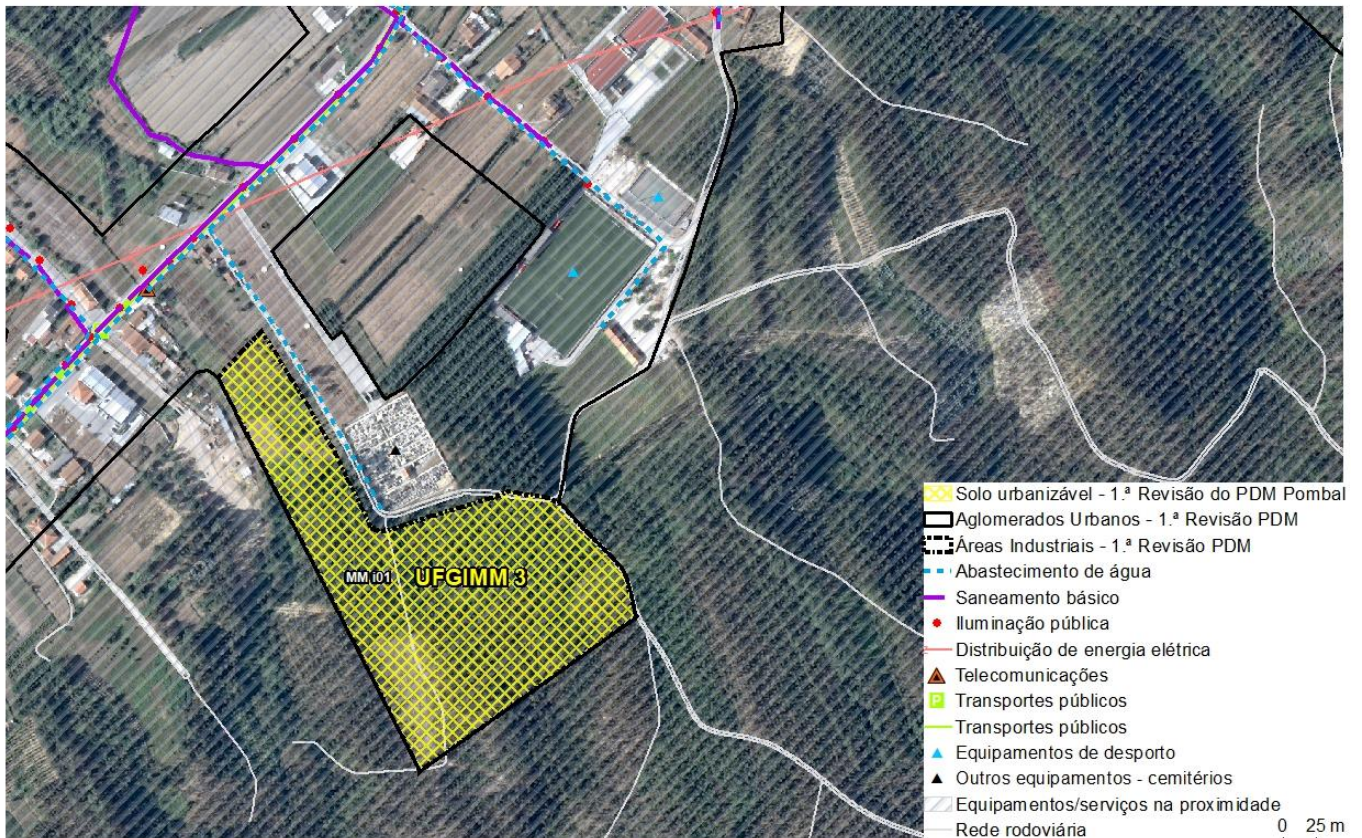 MM i01
UFGIMM 3
Solo urbanizável - 1.ª Revisão do PDM Pombal
Aglomerados Urbanos - 1.ª Revisão PDM
Áreas Industriais - 1.ª Revisão PDM
Abastecimento de água
Saneamento básico
Iluminação pública
Distribuição de energia elétrica
Telecomunicações
P Transportes públicos
Transportes públicos
Equipamentos de desporto
Outros equipamentos - cemitérios
Equipamentos/serviços na proximidade
Rede rodoviária
0 25 m